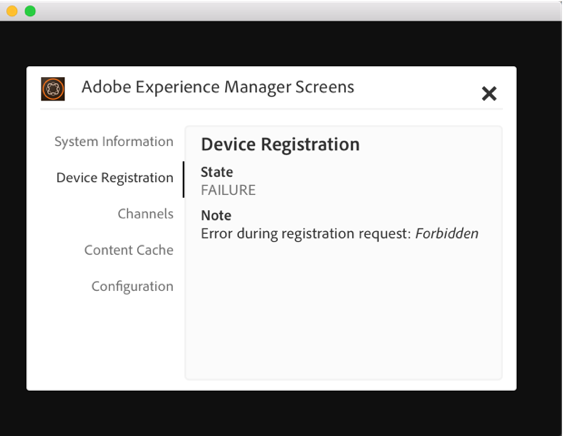 Adobe Experience Manager Screens
System Information
Device Registration
Channels
Content Cache
Configuration
Device Registration
State
FAILURE
Note
Error during registration request: Forbidden